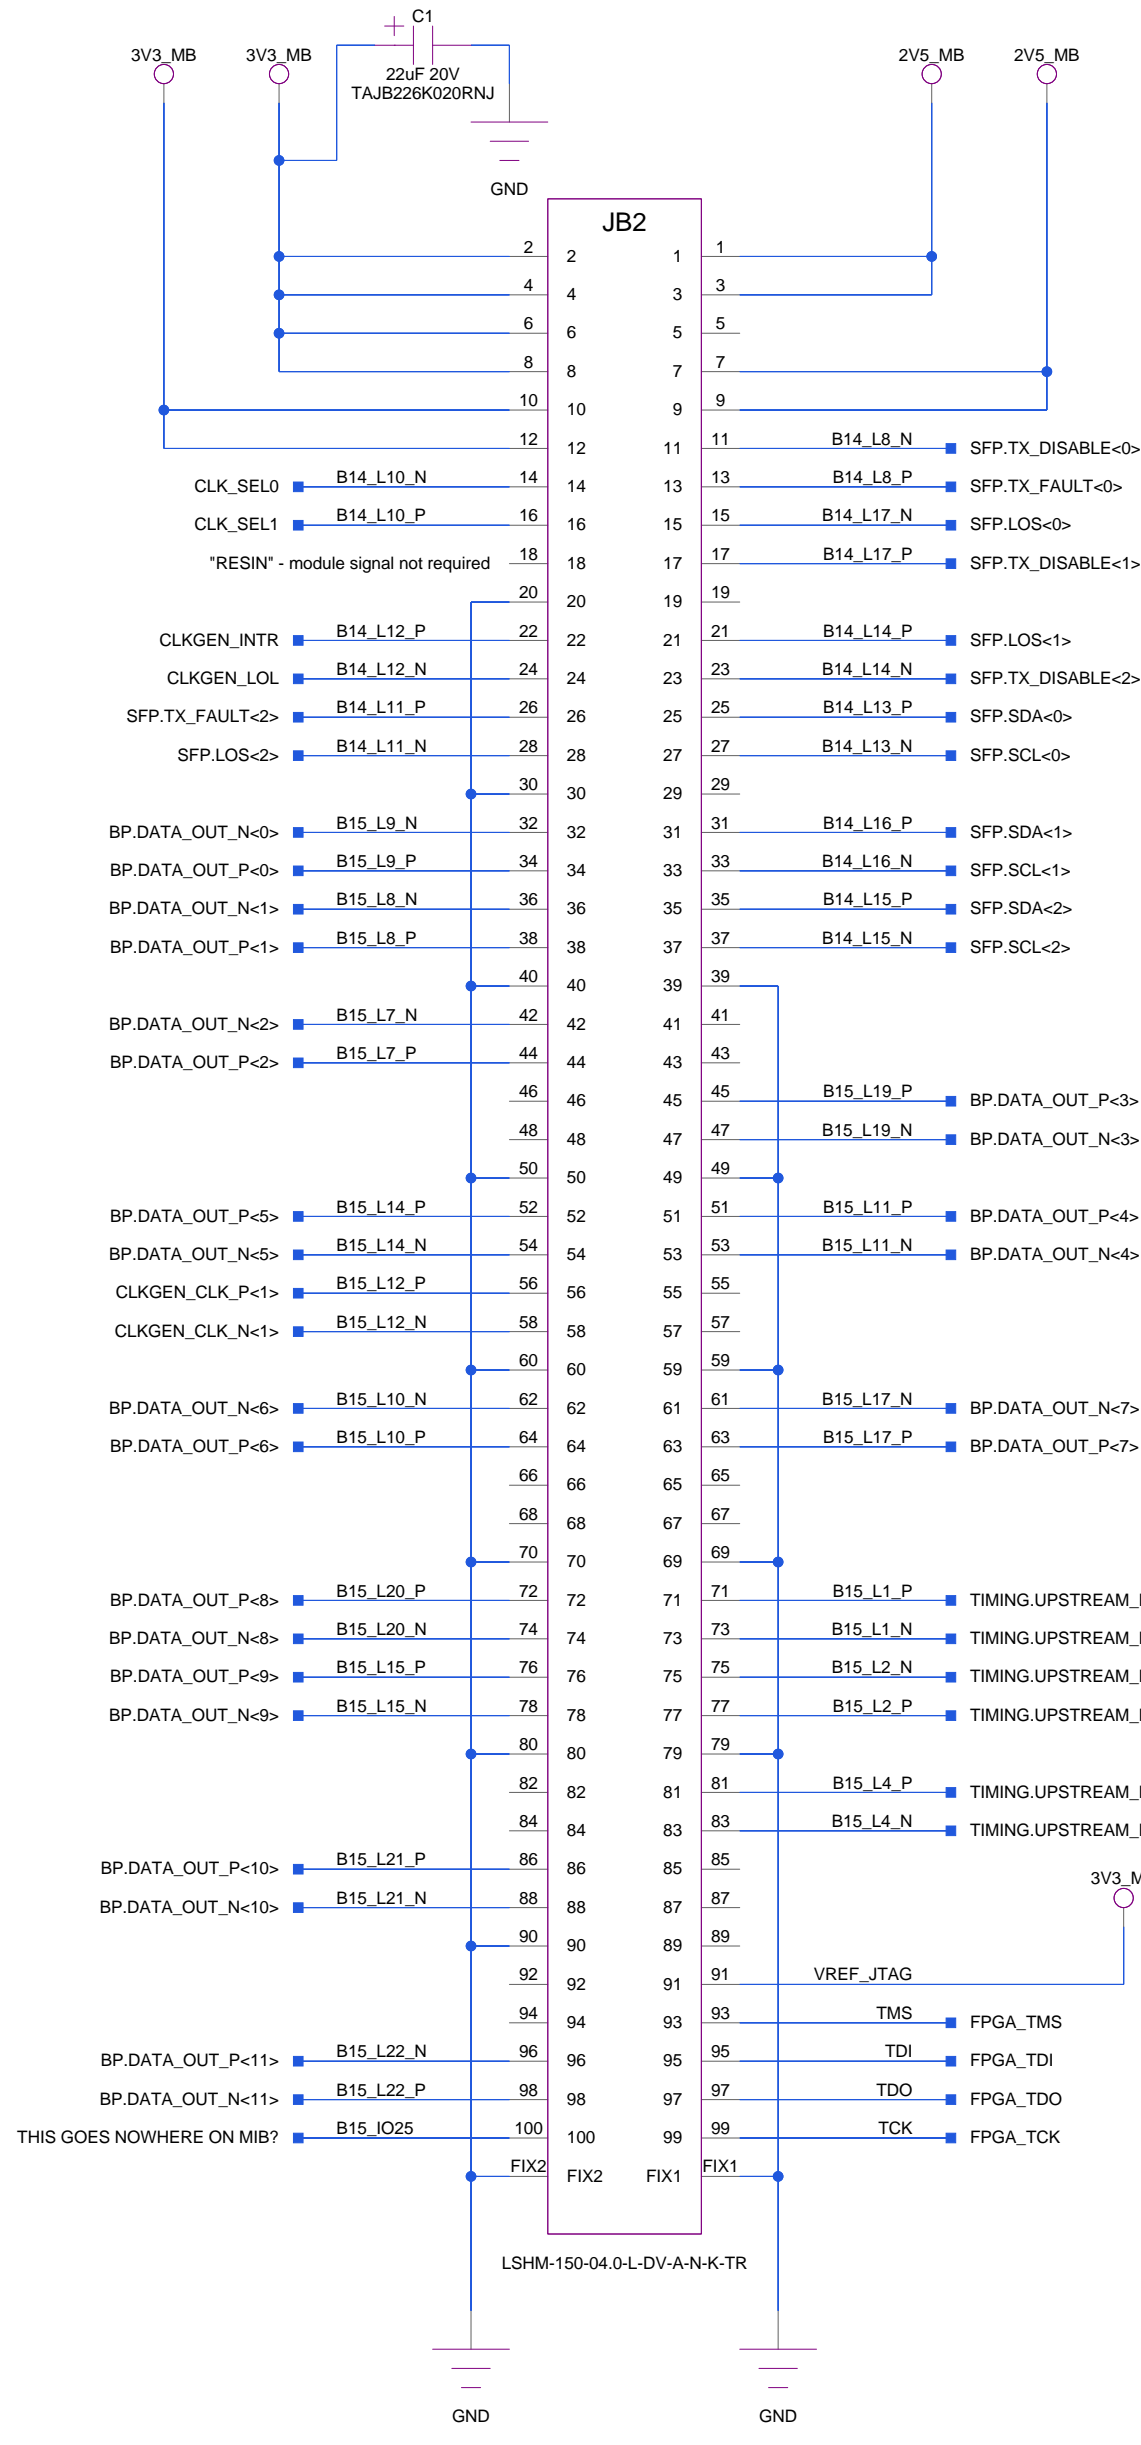 C1
3V3_MB 3V3_MB 2V5_MB 2V5_MB
22uF 20V
TAJB226K020RNJ
GND
JB2
2 2 1 1
4 4 3 3
6 6 5 5
8 8 7 7
10 10 9 9
12 12 11 11 B14_L8_N SFP.TX_DISABLE<0>
CLK_SEL0 B14_L10_N 14 14 13 13 B14_L8_P SFP.TX_FAULT<0>
CLK_SEL1 B14_L10_P 16 16 15 15 B14_L17_N SFP.LOS<0>
"RESIN" - module signal not required 18 18 17 17 B14_L17_P SFP.TX_DISABLE<1>
20 20 19 19
CLKGEN_INTR B14_L12_P 22 22 21 21 B14_L14_P SFP.LOS<1>
CLKGEN_LOL B14_L12_N 24 24 23 23 B14_L14_N SFP.TX_DISABLE<2>
SFP.TX_FAULT<2> B14_L11_P 26 26 25 25 B14_L13_P SFP.SDA<0>
SFP.LOS<2> B14_L11_N 28 28 27 27 B14_L13_N SFP.SCL<0>
30 30 29 29
BP.DATA_OUT_N<0> B15_L9_N 32 32 31 31 B14_L16_P SFP.SDA<1>
BP.DATA_OUT_P<0> B15_L9_P 34 34 33 33 B14_L16_N SFP.SCL<1>
BP.DATA_OUT_N<1> B15_L8_N 36 36 35 35 B14_L15_P SFP.SDA<2>
BP.DATA_OUT_P<1> B15_L8_P 38 38 37 37 B14_L15_N SFP.SCL<2>
40 40 39 39
BP.DATA_OUT_N<2> B15_L7_N 42 42 41 41
BP.DATA_OUT_P<2> B15_L7_P 44 44 43 43
46 46 45 45 B15_L19_P BP.DATA_OUT_P<3>
48 48 47 47 B15_L19_N BP.DATA_OUT_N<3>
50 50 49 49
BP.DATA_OUT_P<5> B15_L14_P 52 52 51 51 B15_L11_P BP.DATA_OUT_P<4>
BP.DATA_OUT_N<5> B15_L14_N 54 54 53 53 B15_L11_N BP.DATA_OUT_N<4>
CLKGEN_CLK_P<1> B15_L12_P 56 56 55 55
CLKGEN_CLK_N<1> B15_L12_N 58 58 57 57
60 60 59 59
BP.DATA_OUT_N<6> B15_L10_N 62 62 61 61 B15_L17_N BP.DATA_OUT_N<7>
BP.DATA_OUT_P<6> B15_L10_P 64 64 63 63 B15_L17_P BP.DATA_OUT_P<7>
66 66 65 65
68 68 67 67
70 70 69 69
BP.DATA_OUT_P<8> B15_L20_P 72 72 71 71 B15_L1_P TIMING.UPSTREAM_
BP.DATA_OUT_N<8> B15_L20_N 74 74 73 73 B15_L1_N TIMING.UPSTREAM_
BP.DATA_OUT_P<9> B15_L15_P 76 76 75 75 B15_L2_N TIMING.UPSTREAM_
BP.DATA_OUT_N<9> B15_L15_N 78 78 77 77 B15_L2_P TIMING.UPSTREAM_
80 80 79 79
82 82 81 81 B15_L4_P TIMING.UPSTREAM_
84 84 83 83 B15_L4_N TIMING.UPSTREAM_
BP.DATA_OUT_P<10> B15_L21_P 86 86 85 85
3V3_M
BP.DATA_OUT_N<10> B15_L21_N 88 88 87 87
90 90 89 89
92 92 91 91 VREF_JTAG
94 94 93 93 TMS FPGA_TMS
BP.DATA_OUT_P<11> B15_L22_N 96 96 95 95 TDI FPGA_TDI
BP.DATA_OUT_N<11> B15_L22_P 98 98 97 97 TDO FPGA_TDO
THIS GOES NOWHERE ON MIB? B15_IO25 100 100 99 99 TCK FPGA_TCK
FIX2 FIX2 FIX1 FIX1
LSHM-150-04.0-L-DV-A-N-K-TR
GND GND